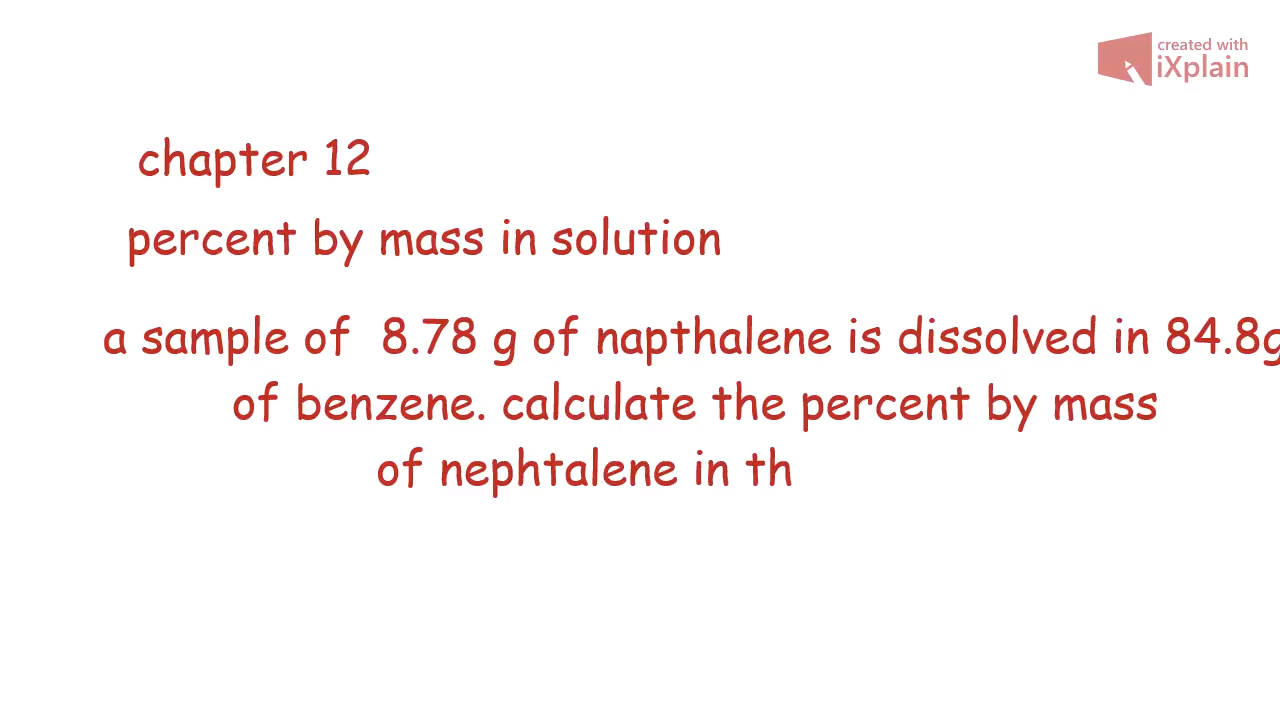 created with
iXplain
chapter 12
percent by mass in solution
a sample of 8.78 g of napthalene is dissolved in 84.8g
of benzene. calculate the percent by mass
of nephtalene in th